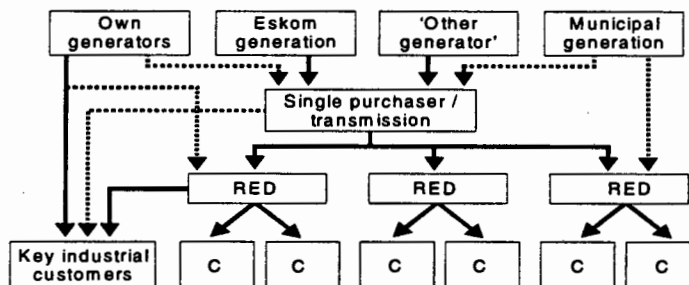 Own
generators
Eskom
generation
'Other
generator'
Municipal
generation
Single purchaser /
transmission
RED
RED
RED
Key industrial
customers
C
C
C
C
C
C